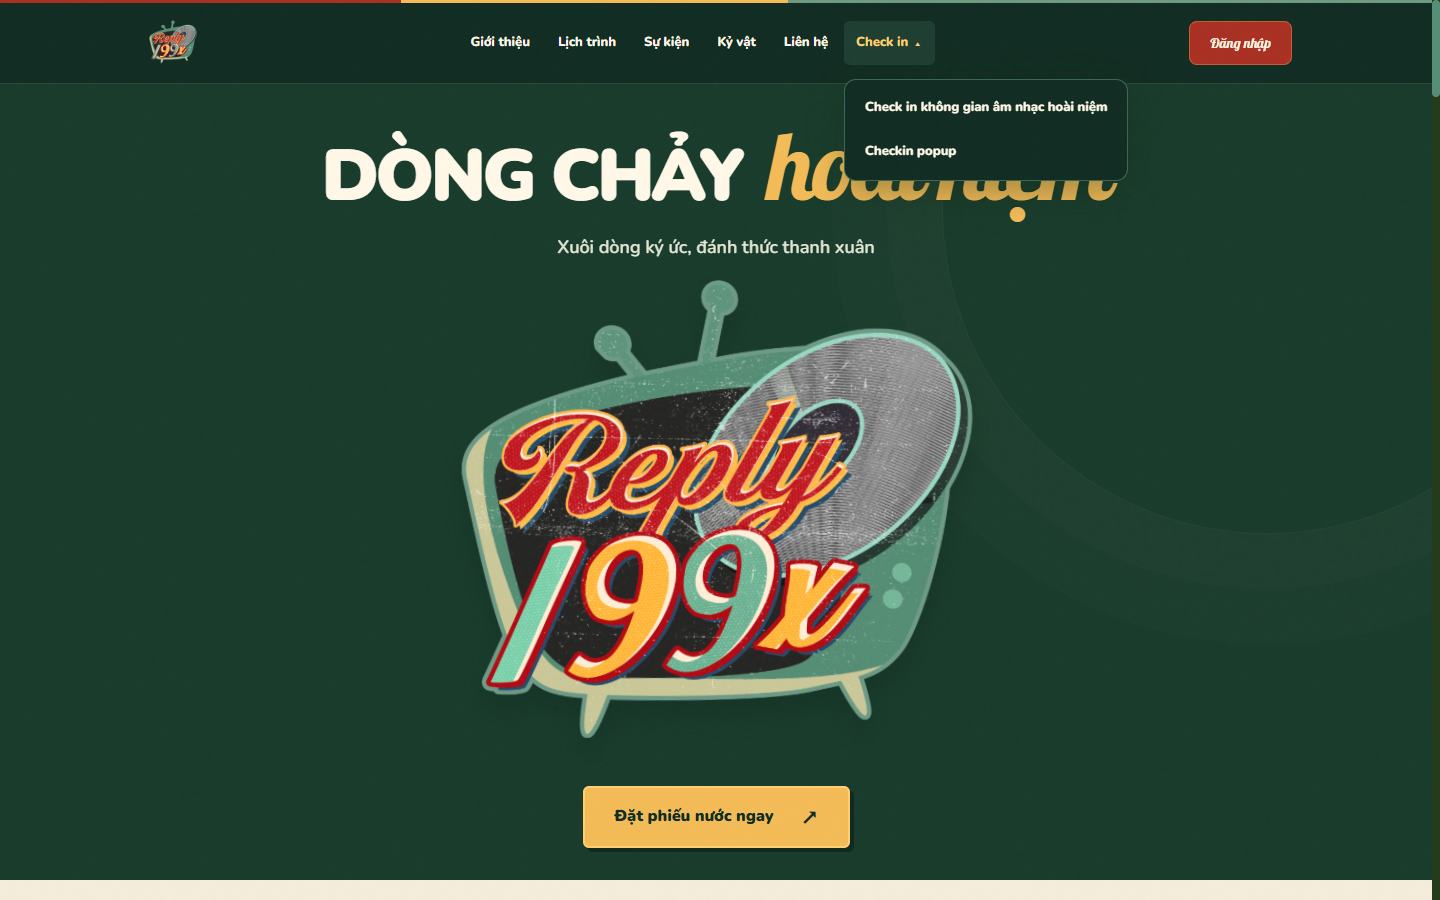 Reply
199x
Giới thiệu
Lịch trình
Sự kiện
Kỷ vật
Liên hệ
Check in
Đăng nhập
Check in không gian âm nhạc hoài niệm
Checkin popup
DÒNG CHẢY hoài niệm
Xuôi dòng ký ức, đánh thức thanh xuân
Reply
199x
Đặt phiếu nước ngay